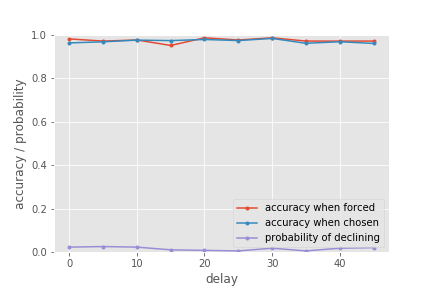 1.0
0.8
0.6
0.4
0.2
0.0
accuracy / probability
accuracy when forced
accuracy when chosen
probability of declining
0 10 20 30 40
delay